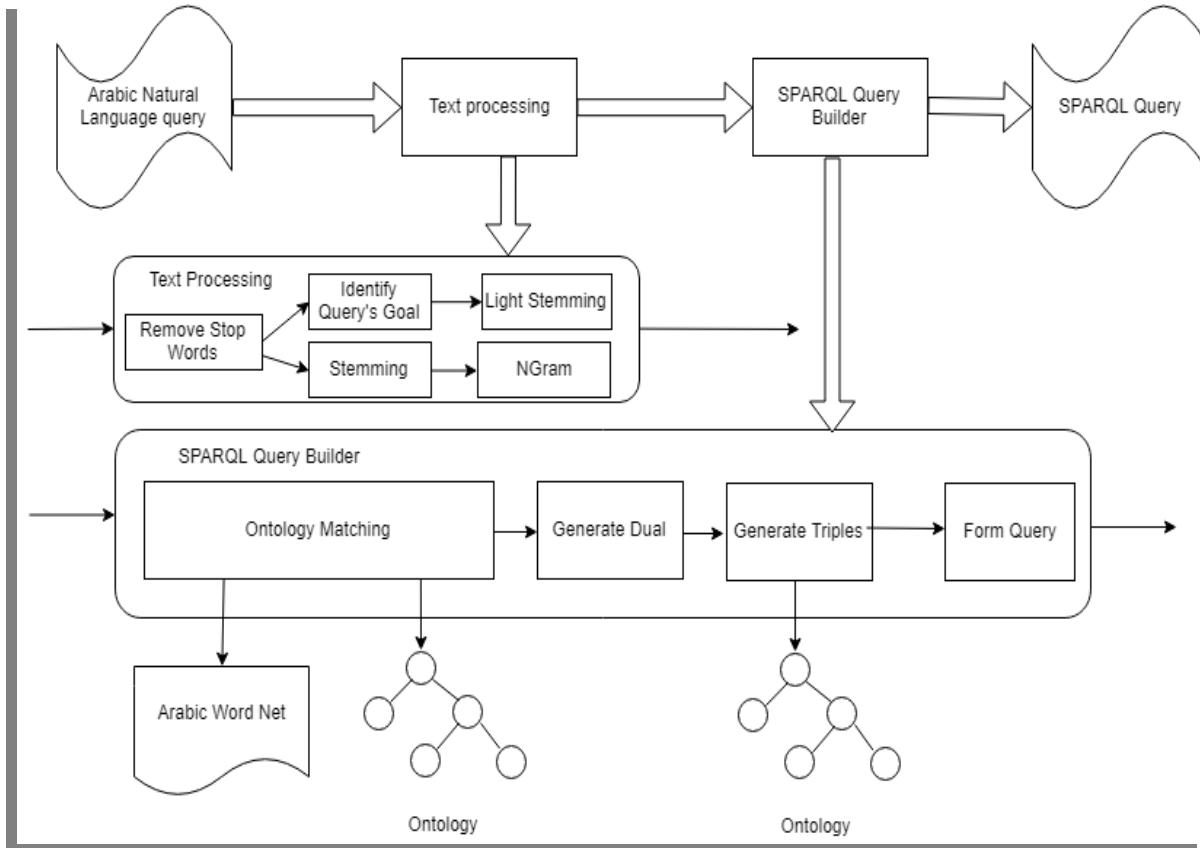 Arabic Natural
Language query
Text processing
SPARQL Query
Builder
SPARQL Query
Text Processing
Remove Stop
Words
Identify
Query's Goal
Light Stemming
Stemming
NGram
SPARQL Query Builder
Ontology Matching
Generate Dual
Generate Triples
Form Query
Arabic Word Net
Ontology
Ontology